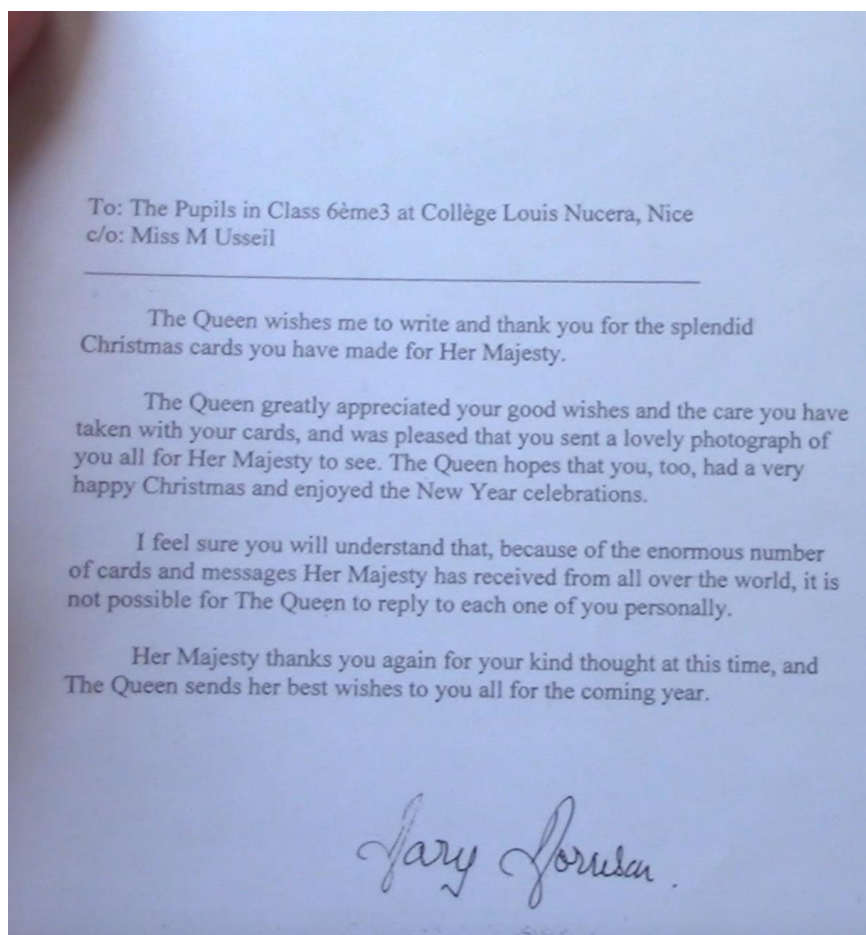 To: The Pupils in Class 6ème3 at Collège Louis Nucera, Nice
c/o: Miss M Usseil
The Queen wishes me to write and thank you for the splendid
Christmas cards you have made for Her Majesty.
The Queen greatly appreciated your good wishes and the care you have
taken with your cards, and was pleased that you sent a lovely photograph of
you all for Her Majesty to see. The Queen hopes that you, too, had a very
happy Christmas and enjoyed the New Year celebrations.
I feel sure you will understand that, because of the enormous number
of cards and messages Her Majesty has received from all over the world, it is
not possible for The Queen to reply to each one of you personally.
Her Majesty thanks you again for your kind thought at this time, and
The Queen sends her best wishes to you all for the coming year.
Mary Morrison.